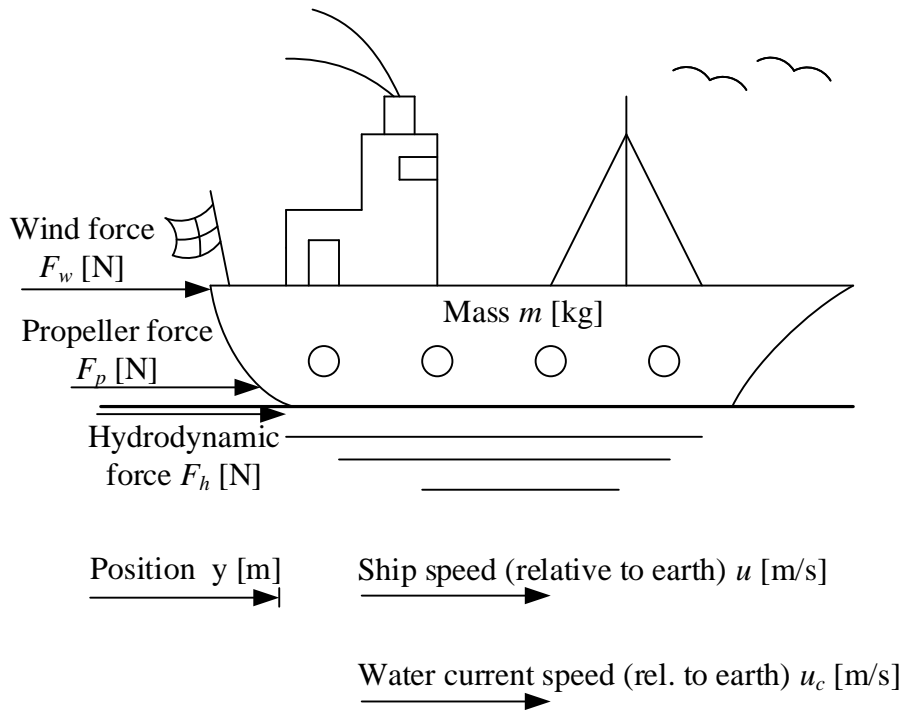 Wind force
F_w [N]
Mass m [kg]
Propeller force
F_p [N]
Hydrodynamic
force F_h [N]
Position y [m]
Ship speed (relative to earth) u [m/s]
Water current speed (rel. to earth) u_c [m/s]